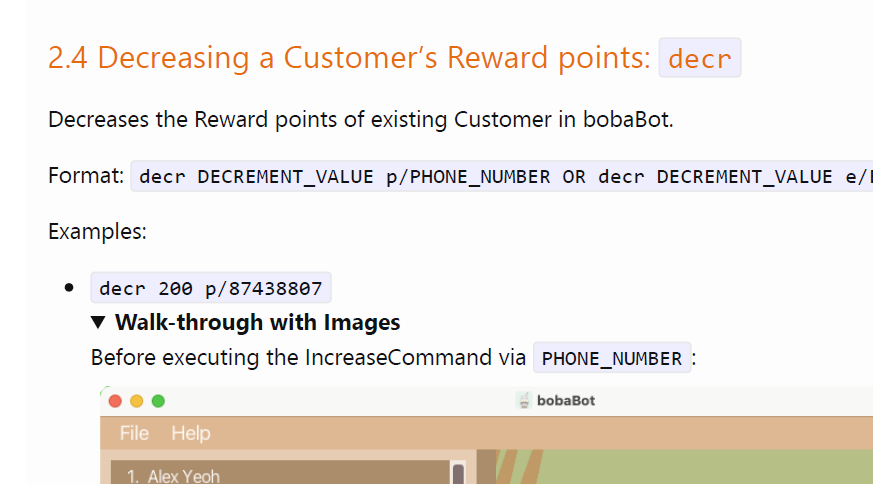 2.4 Decreasing a Customer’s Reward points: decr
Decreases the Reward points of existing Customer in bobaBot.
Format: decr DECREMENT_VALUE p/PHONE_NUMBER OR decr DECREMENT_VALUE e/
Examples:
• decr 200 p/87438807
▼ Walk-through with Images
Before executing the IncreaseCommand via PHONE_NUMBER:
bobaBot
File Help
1. Alex Yeoh